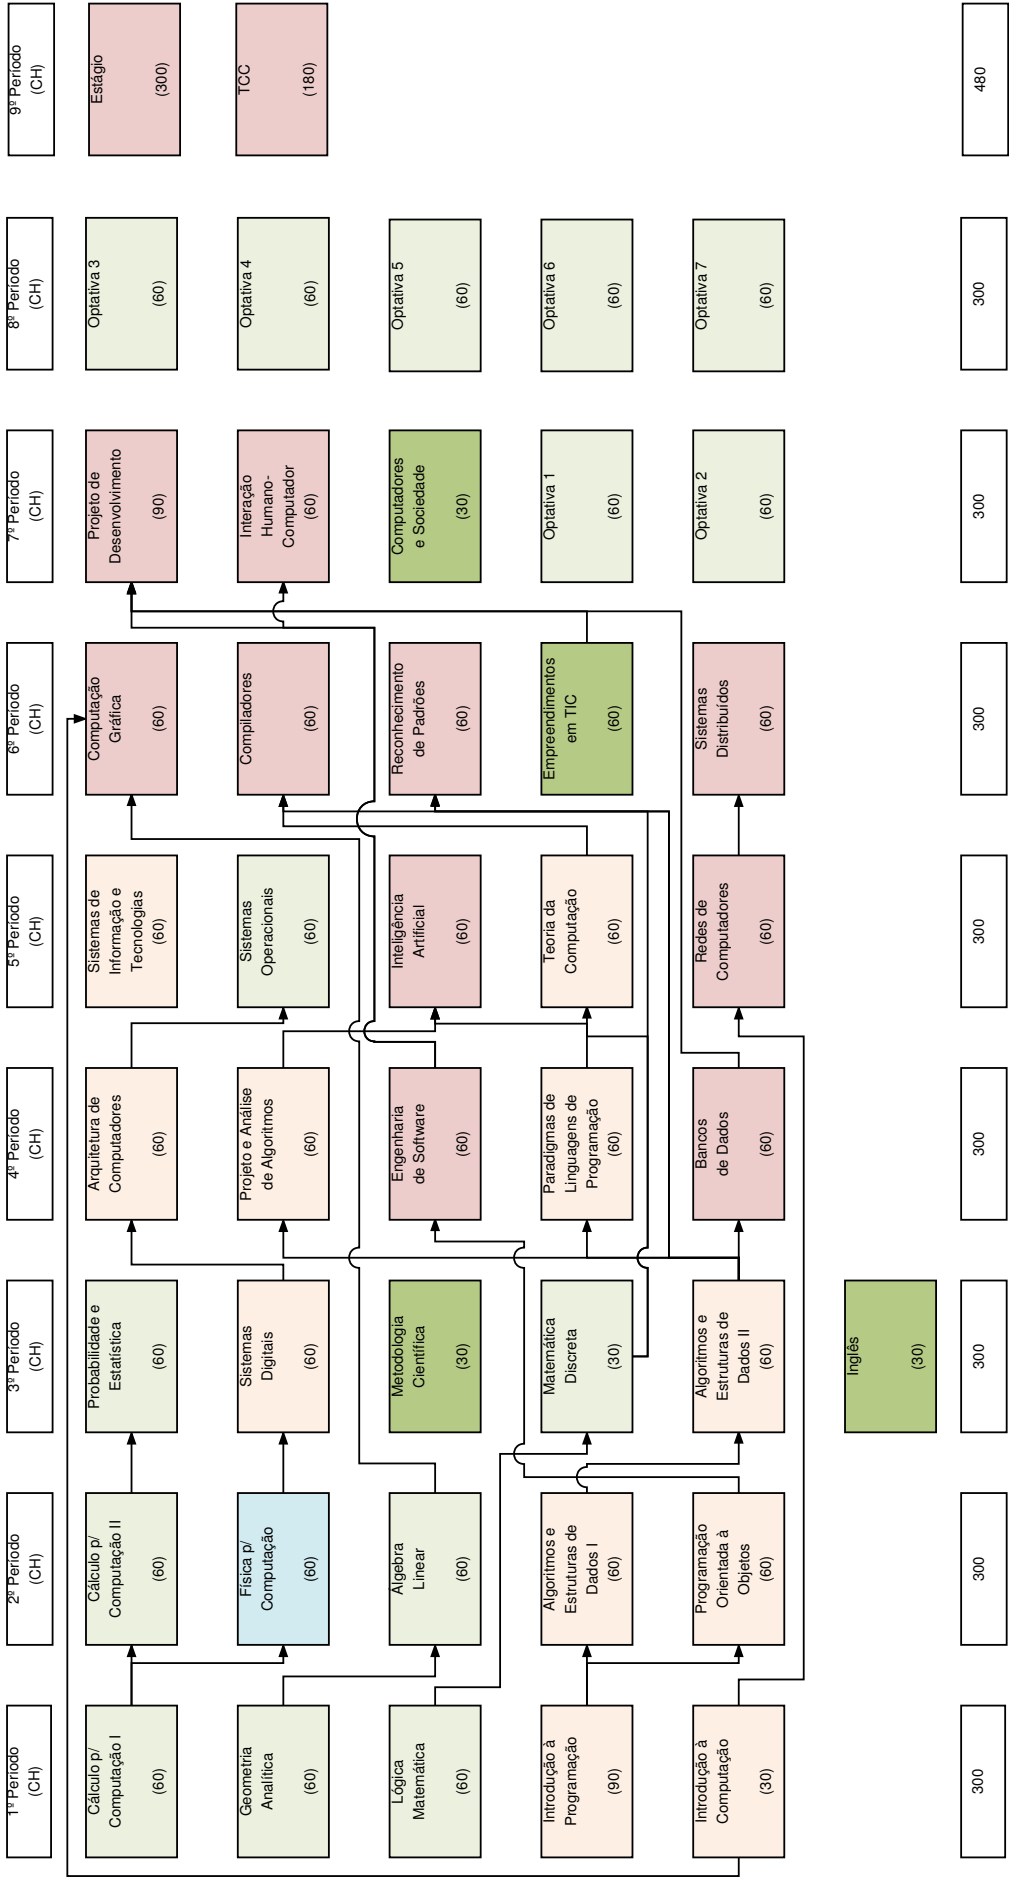 1º Período
(CH)
Cálculo p/
Computação I
(60)
Geometria
Analítica
(60)
Lógica
Matemática
(60)
Introdução à
Programação
(90)
Introdução à
Computação
(30)
300
2º Período
(CH)
Cálculo p/
Computação II
(60)
Física p/
Computação
(60)
Álgebra
Linear
(60)
Algoritmos e
Estruturas de
Dados I
(60)
Programação
Orientada à
Objetos
(60)
300
3º Período
(CH)
Probabilidade e
Estatística
(60)
Sistemas
Digitais
(60)
Metodologia
Científica
(30)
Matemática
Discreta
(30)
Algoritmos e
Estruturas de
Dados II
(60)
Inglês
(30)
300
4º Período
(CH)
Arquitetura de
Computadores
(60)
Projeto e Análise
de Algoritmos
(60)
Engenharia
de Software
(60)
Paradigmas de
Linguagens de
Programação
(60)
Bancos
de Dados
(60)
300
5º Período
(CH)
Sistemas de
Informação e
Tecnologias
(60)
Sistemas
Operacionais
(60)
Inteligência
Artificial
(60)
Teoria da
Computação
(60)
Redes de
Computadores
(60)
300
6º Período
(CH)
Computação
Gráfica
(60)
Compiladores
(60)
Reconhecimento
de Padrões
(60)
Empreendimentos
em TIC
(60)
Sistemas
Distribuídos
(60)
300
7º Período
(CH)
Projeto de
Desenvolvimento
(90)
Interação
Humano-
Computador
(60)
Computadores
e Sociedade
(30)
Optativa 1
(60)
Optativa 2
(60)
300
8º Período
(CH)
Optativa 3
(60)
Optativa 4
(60)
Optativa 5
(60)
Optativa 6
(60)
Optativa 7
(60)
300
9º Período
(CH)
Estágio
(300)
TCC
(180)
480